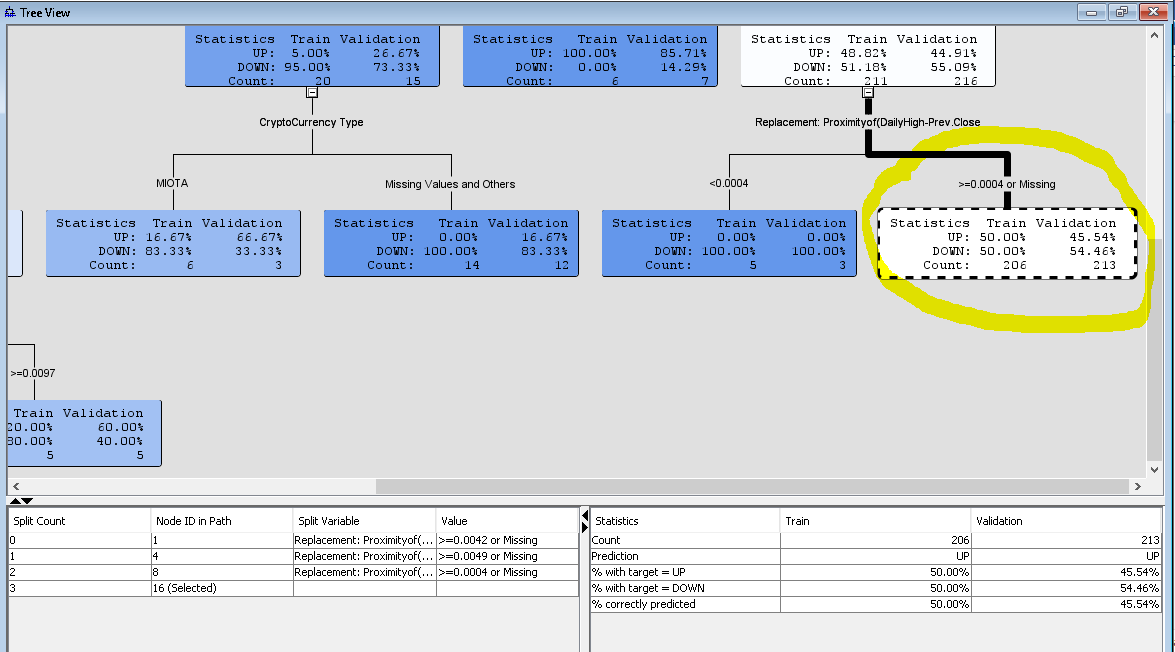 Tree View
Statistics Train Validation
UP: 5.00% 26.67%
DOWN: 95.00% 73.33%
Count: 20 15
Statistics Train Validation
UP: 100.00% 85.71%
DOWN: 0.00% 14.29%
Count: 6 7
Statistics Train Validation
UP: 48.82% 44.91%
DOWN: 51.18% 55.09%
Count: 211 216
CryptoCurrency Type
Replacement: Proximityof(DailyHigh-Prev.Close
MIOTA
Missing Values and Others
<0.0004
>=0.0004 or Missing
Statistics Train Validation
UP: 16.67% 66.67%
DOWN: 83.33% 33.33%
Count: 6 3
Statistics Train Validation
UP: 0.00% 16.67%
DOWN: 100.00% 83.33%
Count: 14 12
Statistics Train Validation
UP: 0.00% 0.00%
DOWN: 100.00% 100.00%
Count: 5 3
Statistics Train Validation
UP: 50.00% 45.54%
DOWN: 50.00% 54.46%
Count: 206 213
>=0.0097
Train Validation
20.00% 60.00%
80.00% 40.00%
5 5
Split Count Node ID in Path Split Variable Value
0 1 Replacement: Proximityof(... >=0.0042 or Missing
1 4 Replacement: Proximityof(... >=0.0049 or Missing
2 8 Replacement: Proximityof(... >=0.0004 or Missing
3 16 (Selected)
Statistics Train Validation
Count 206 213
Prediction UP UP
% with target = UP 50.00% 45.54%
% with target = DOWN 50.00% 54.46%
% correctly predicted 50.00% 45.54%